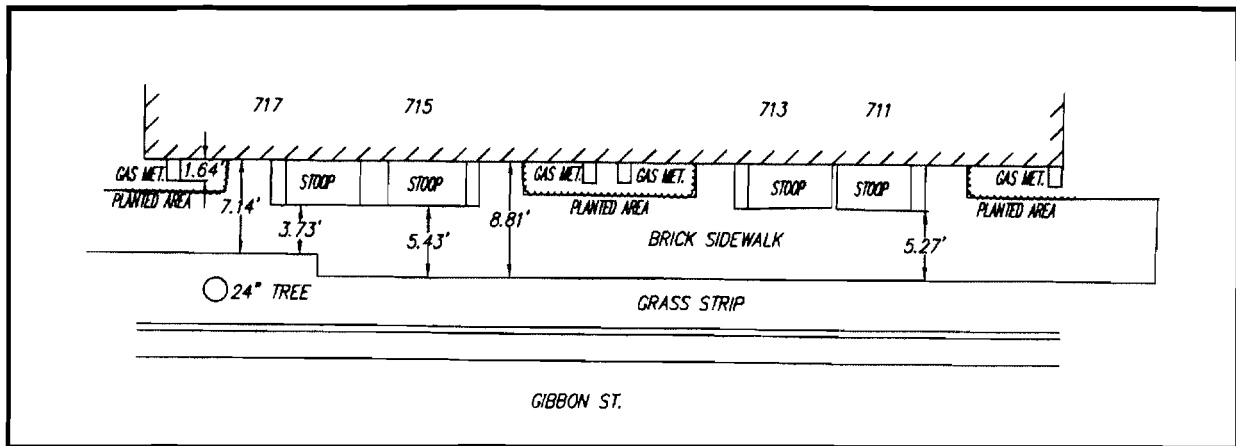 717 715 713 711
GAS MET. 1.64' STOOP STOOP GAS MET. GAS MET. STOOP STOOP GAS MET.
PLANTED AREA PLANTED AREA PLANTED AREA
7.14' 3.73' 5.43' 8.81' BRICK SIDEWALK 5.27'
24" TREE GRASS STRIP
GIBBON ST.